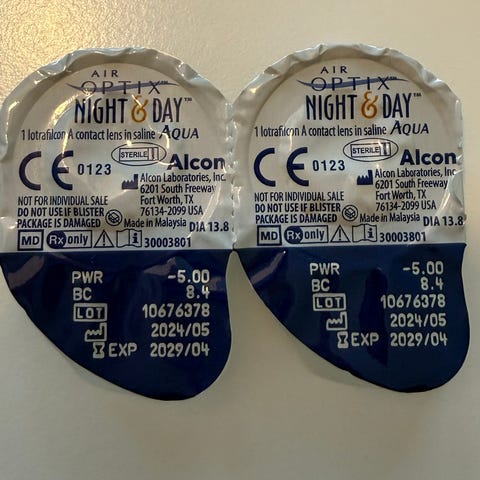 AIR
OPTIX™
NIGHT & DAY™
1 lotrafilcon A contact lens in saline AQUA
STERILE
CE 0123
Alcon
Alcon Laboratories, Inc.
6201 South Freeway
Fort Worth, TX
76134-2099 USA
NOT FOR INDIVIDUAL SALE
DO NOT USE IF BLISTER
PACKAGE IS DAMAGED
Made in Malaysia DIA 13.8
MD Rx only 30003801
PWR -5.00
BC 8.4
LOT 10676378
2024/05
EXP 2029/04
AIR
OPTIX™
NIGHT & DAY™
1 lotrafilcon A contact lens in saline AQUA
STERILE
CE 0123
Alcon
Alcon Laboratories, Inc.
6201 South Freeway
Fort Worth, TX
76134-2099 USA
NOT FOR INDIVIDUAL SALE
DO NOT USE IF BLISTER
PACKAGE IS DAMAGED
Made in Malaysia DIA 13.8
MD Rx only 30003801
PWR -5.00
BC 8.4
LOT 10676378
2024/05
EXP 2029/04